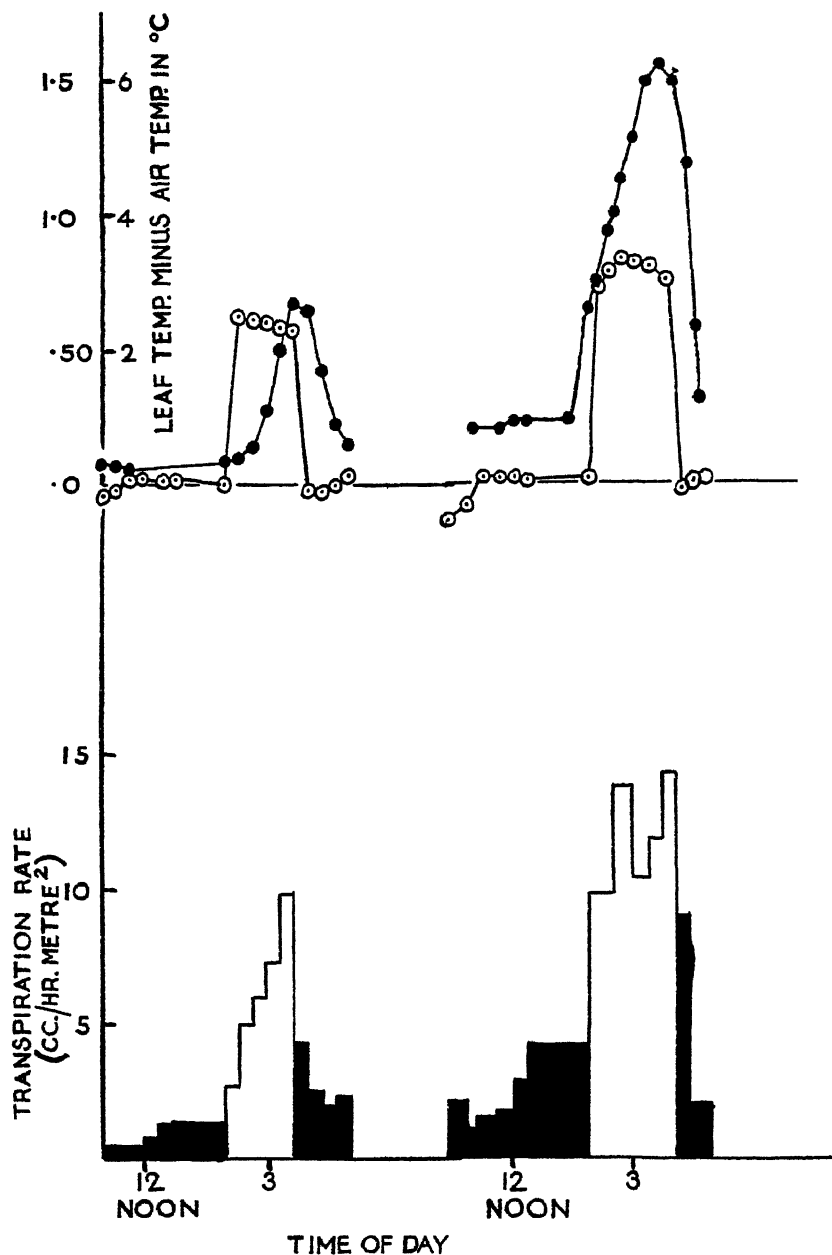 1·5
6
1·0
4
·50
2
·0
LEAF TEMP. MINUS AIR TEMP. IN °C
15
10
5
TRANSPIRATION RATE
(CC./HR. METRE²)
12
NOON
3
12
NOON
3
TIME OF DAY